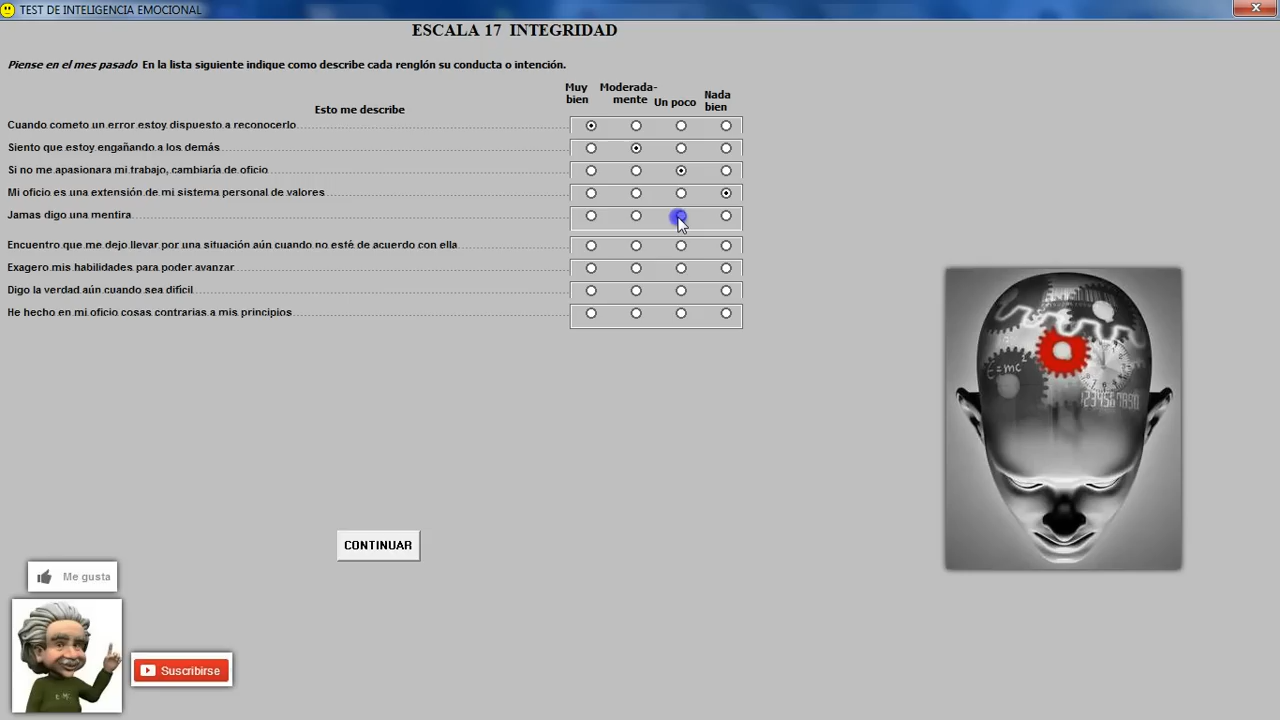 TEST DE INTELIGENCIA EMOCIONAL
ESCALA 17 INTEGRIDAD
Piense en el mes pasado En la lista siguiente indique como describe cada renglón su conducta o intención.
Esto me describe
Muy bien
Moderada-mente
Un poco
Nada bien
Cuando cometo un error estoy dispuesto a reconocerlo
Siento que estoy engañando a los demás
Si no me apasionara mi trabajo, cambiaría de oficio
Mi oficio es una extensión de mi sistema personal de valores
Jamas digo una mentira
Encuentro que me dejo llevar por una situación aún cuando no esté de acuerdo con ella
Exagero mis habilidades para poder avanzar
Digo la verdad aún cuando sea difícil
He hecho en mi oficio cosas contrarias a mis principios
E=mc²
1234567890
CONTINUAR
Me gusta
Suscribirse